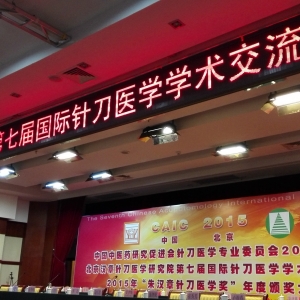 第七届国际针刀医学学术交流
The Seventh Chinese International
CAIC 2015
中国 北京
中国中医药研究促进会针刀医学专业委员会20
北京汉章针刀医学研究院第七届国际针刀医学学
2015年“朱汉章针刀医学奖”年度颁奖